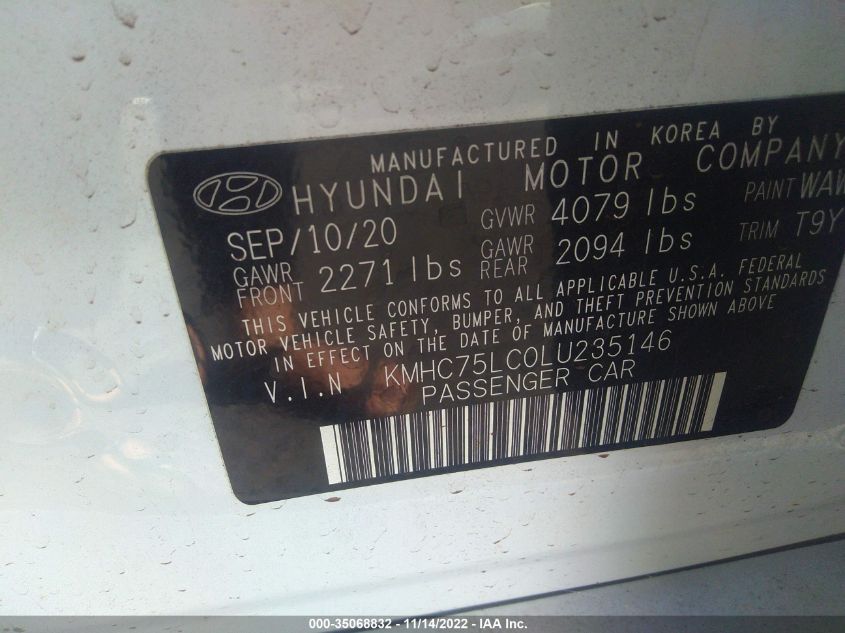 MANUFACTURED IN KOREA BY
HYUNDAI MOTOR COMPANY
SEP/10/20 GVWR 4079 lbs PAINT WAW
GAWR FRONT 2271 lbs GAWR REAR 2094 lbs TRIM T9Y
THIS VEHICLE CONFORMS TO ALL APPLICABLE U.S.A. FEDERAL
MOTOR VEHICLE SAFETY, BUMPER, AND THEFT PREVENTION STANDARDS
IN EFFECT ON THE DATE OF MANUFACTURE SHOWN ABOVE
V.I.N KMHC75LC0LU235146
PASSENGER CAR
000-35068832 - 11/14/2022 - IAA Inc.